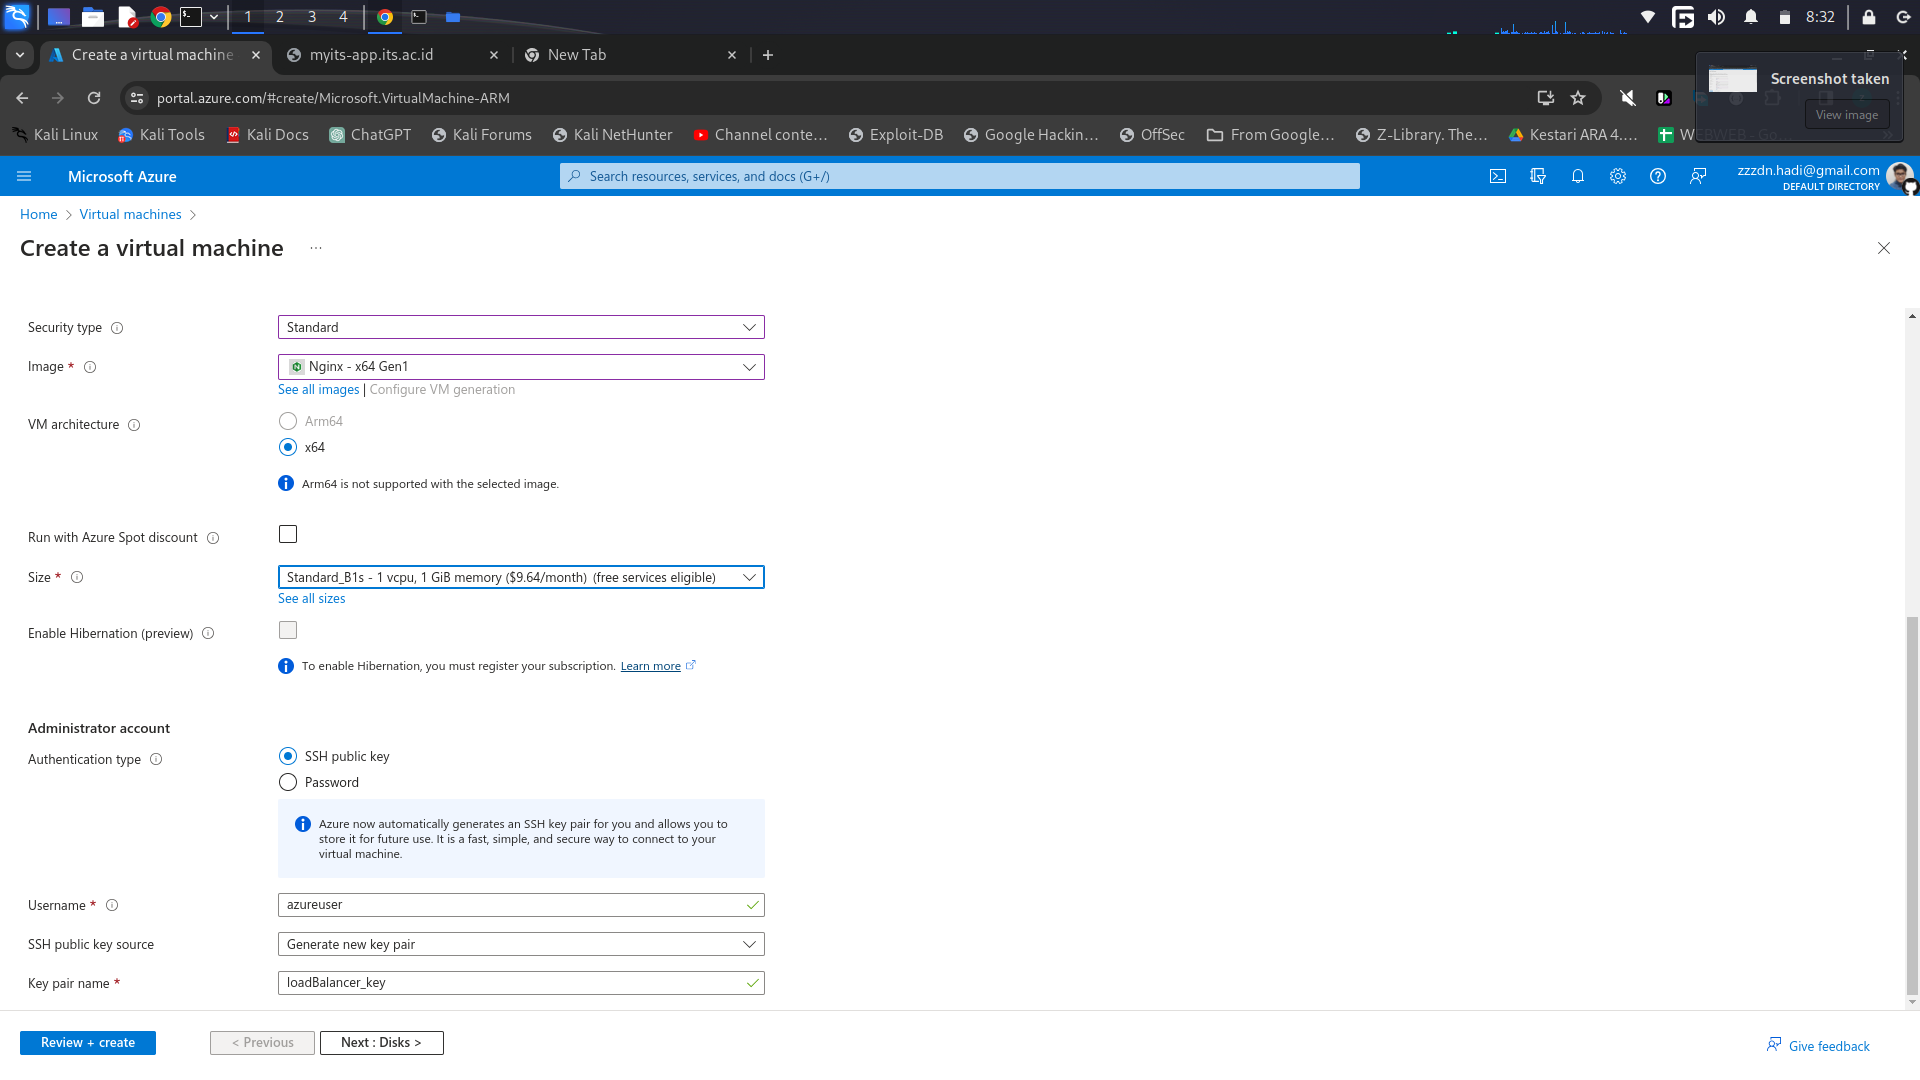 1 2 3 4 8:32
Create a virtual machine
myits-app.its.ac.id
New Tab
Screenshot taken
View image
portal.azure.com/#create/Microsoft.VirtualMachine-ARM
Kali Linux
Kali Tools
Kali Docs
ChatGPT
Kali Forums
Kali NetHunter
Channel conte...
Exploit-DB
Google Hackin...
OffSec
From Google...
Z-Library. The...
Kestari ARA 4....
WEBWEB - Go...
Microsoft Azure
Search resources, services, and docs (G+/)
zzzdn.hadi@gmail.com
DEFAULT DIRECTORY
Home > Virtual machines >
Create a virtual machine ...
Security type
Standard
Image *
Nginx - x64 Gen1
See all images | Configure VM generation
VM architecture
Arm64
x64
Arm64 is not supported with the selected image.
Run with Azure Spot discount
Size *
Standard_B1s - 1 vcpu, 1 GiB memory ($9.64/month) (free services eligible)
See all sizes
Enable Hibernation (preview)
To enable Hibernation, you must register your subscription. Learn more
Administrator account
Authentication type
SSH public key
Password
Azure now automatically generates an SSH key pair for you and allows you to
store it for future use. It is a fast, simple, and secure way to connect to your
virtual machine.
Username *
azureuser
SSH public key source
Generate new key pair
Key pair name *
loadBalancer_key
Review + create
< Previous
Next : Disks >
Give feedback